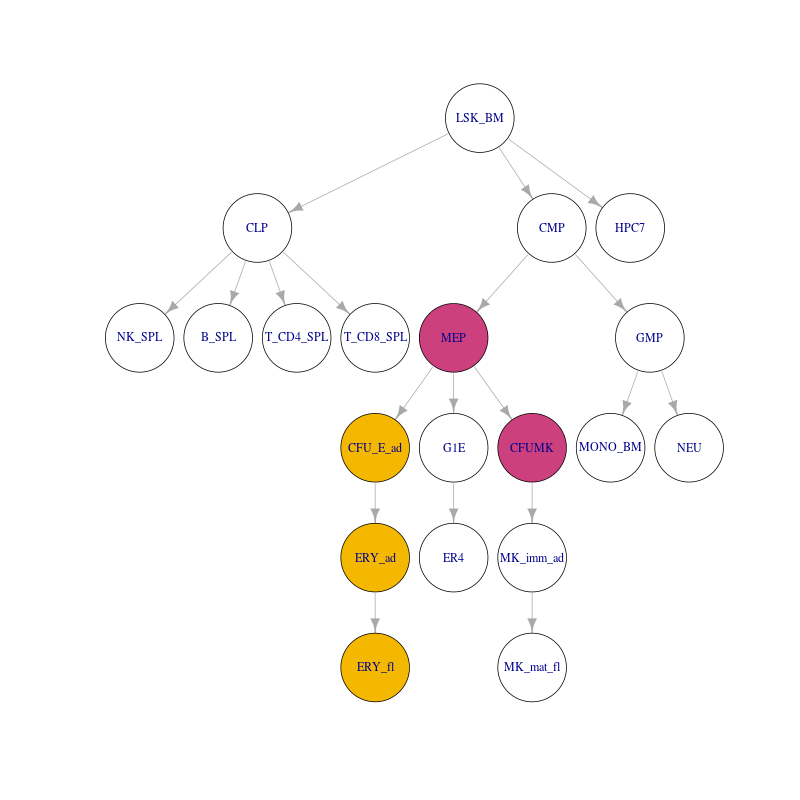 LSK_BM
CLP
CMP
HPC7
NK_SPL
B_SPL
T_CD4_SPL
T_CD8_SPL
MEP
GMP
CFU_E_ad
G1E
CFUMK
MONO_BM
NEU
ERY_ad
ER4
MK_imm_ad
ERY_fl
MK_mat_fl